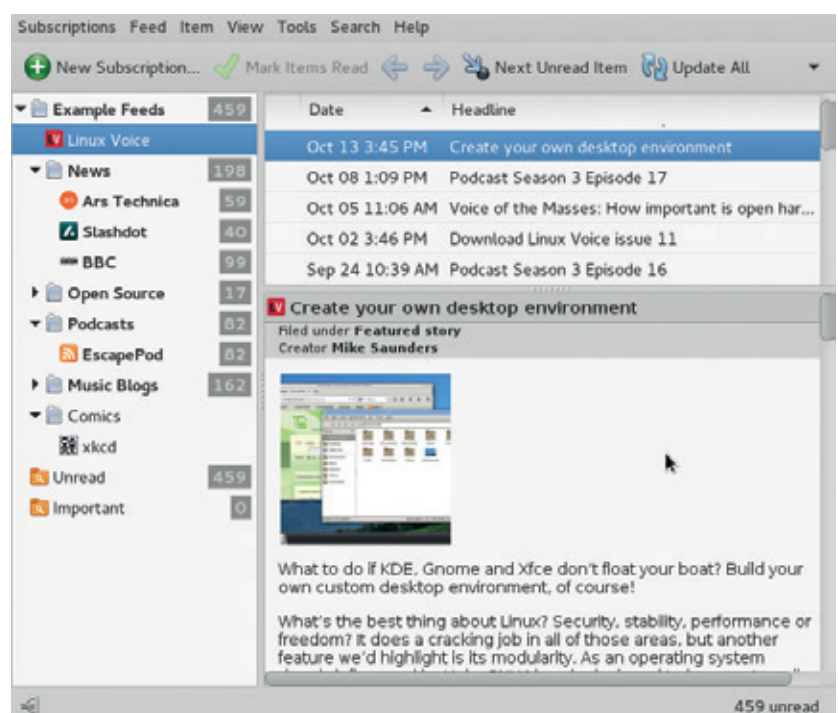 Subscriptions Feed Item View Tools Search Help
New Subscription... Mark Items Read Next Unread Item Update All
Example Feeds 459
Linux Voice
News 198
Ars Technica 59
Slashdot 40
BBC 99
Open Source 17
Podcasts 82
EscapePod 82
Music Blogs 162
Comics
xkcd
Unread 459
Important 0
Date Headline
Oct 13 3:45 PM Create your own desktop environment
Oct 08 1:09 PM Podcast Season 3 Episode 17
Oct 05 11:06 AM Voice of the Masses: How important is open har...
Oct 02 3:46 PM Download Linux Voice issue 11
Sep 24 10:39 AM Podcast Season 3 Episode 16
Create your own desktop environment
Filed under Featured story
Creator Mike Saunders
What to do if KDE, Gnome and Xfce don't float your boat? Build your
own custom desktop environment, of course!
What's the best thing about Linux? Security, stability, performance or
freedom? It does a cracking job in all of those areas, but another
feature we'd highlight is its modularity. As an operating system
459 unread